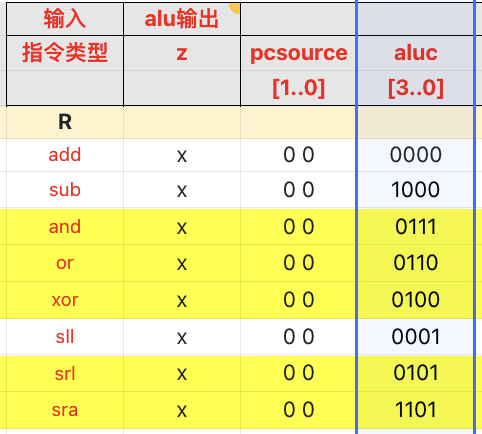 输入 alu输出
指令类型 z pcsource aluc
[1..0] [3..0]
R
add x 0 0 0000
sub x 0 0 1000
and x 0 0 0111
or x 0 0 0110
xor x 0 0 0100
sll x 0 0 0001
srl x 0 0 0101
sra x 0 0 1101